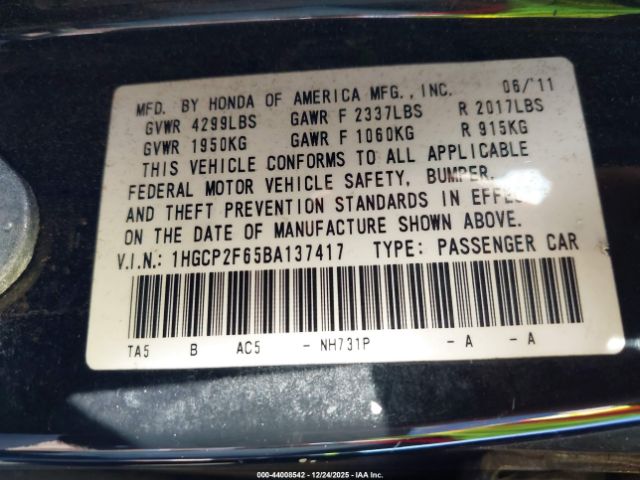 MFD. BY HONDA OF AMERICA MFG., INC. 06/11
GVWR 4299LBS GAWR F 2337LBS R 2017LBS
GVWR 1950KG GAWR F 1060KG R 915KG
THIS VEHICLE CONFORMS TO ALL APPLICABLE
FEDERAL MOTOR VEHICLE SAFETY, BUMPER,
AND THEFT PREVENTION STANDARDS IN EFFECT
ON THE DATE OF MANUFACTURE SHOWN ABOVE.
V.I.N.: 1HGCP2F65BA137417 TYPE: PASSENGER CAR
TA5 B AC5 - NH731P - A - A
000-44008542 - 12/24/2025 - IAA Inc.